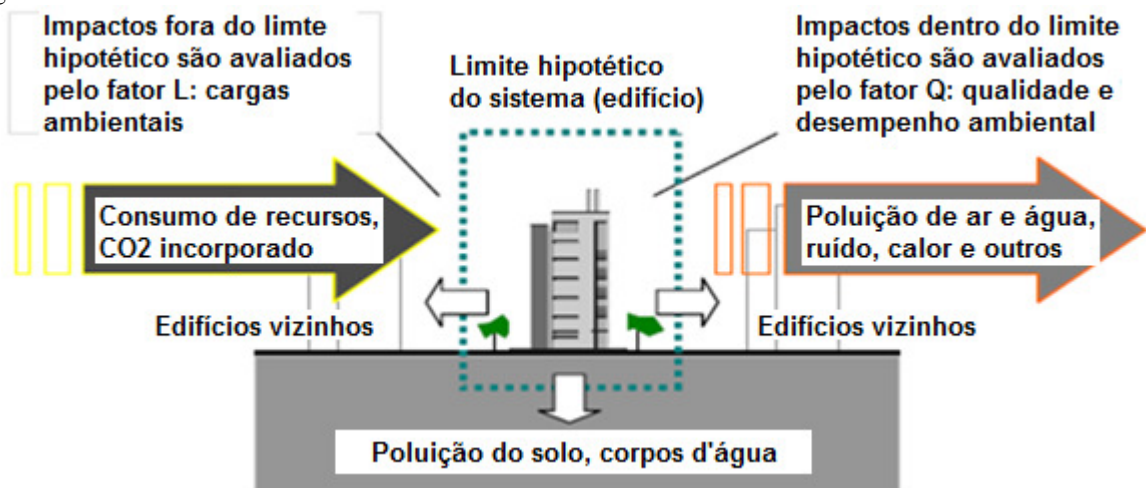 Impactos fora do limte
hipotético são avaliados
pelo fator L: cargas
ambientais
Limite hipotético
do sistema (edifício)
Impactos dentro do limite
hipotético são avaliados
pelo fator Q: qualidade e
desempenho ambiental
Consumo de recursos,
CO2 incorporado
Poluição de ar e água,
ruído, calor e outros
Edifícios vizinhos
Edifícios vizinhos
Poluição do solo, corpos d'água